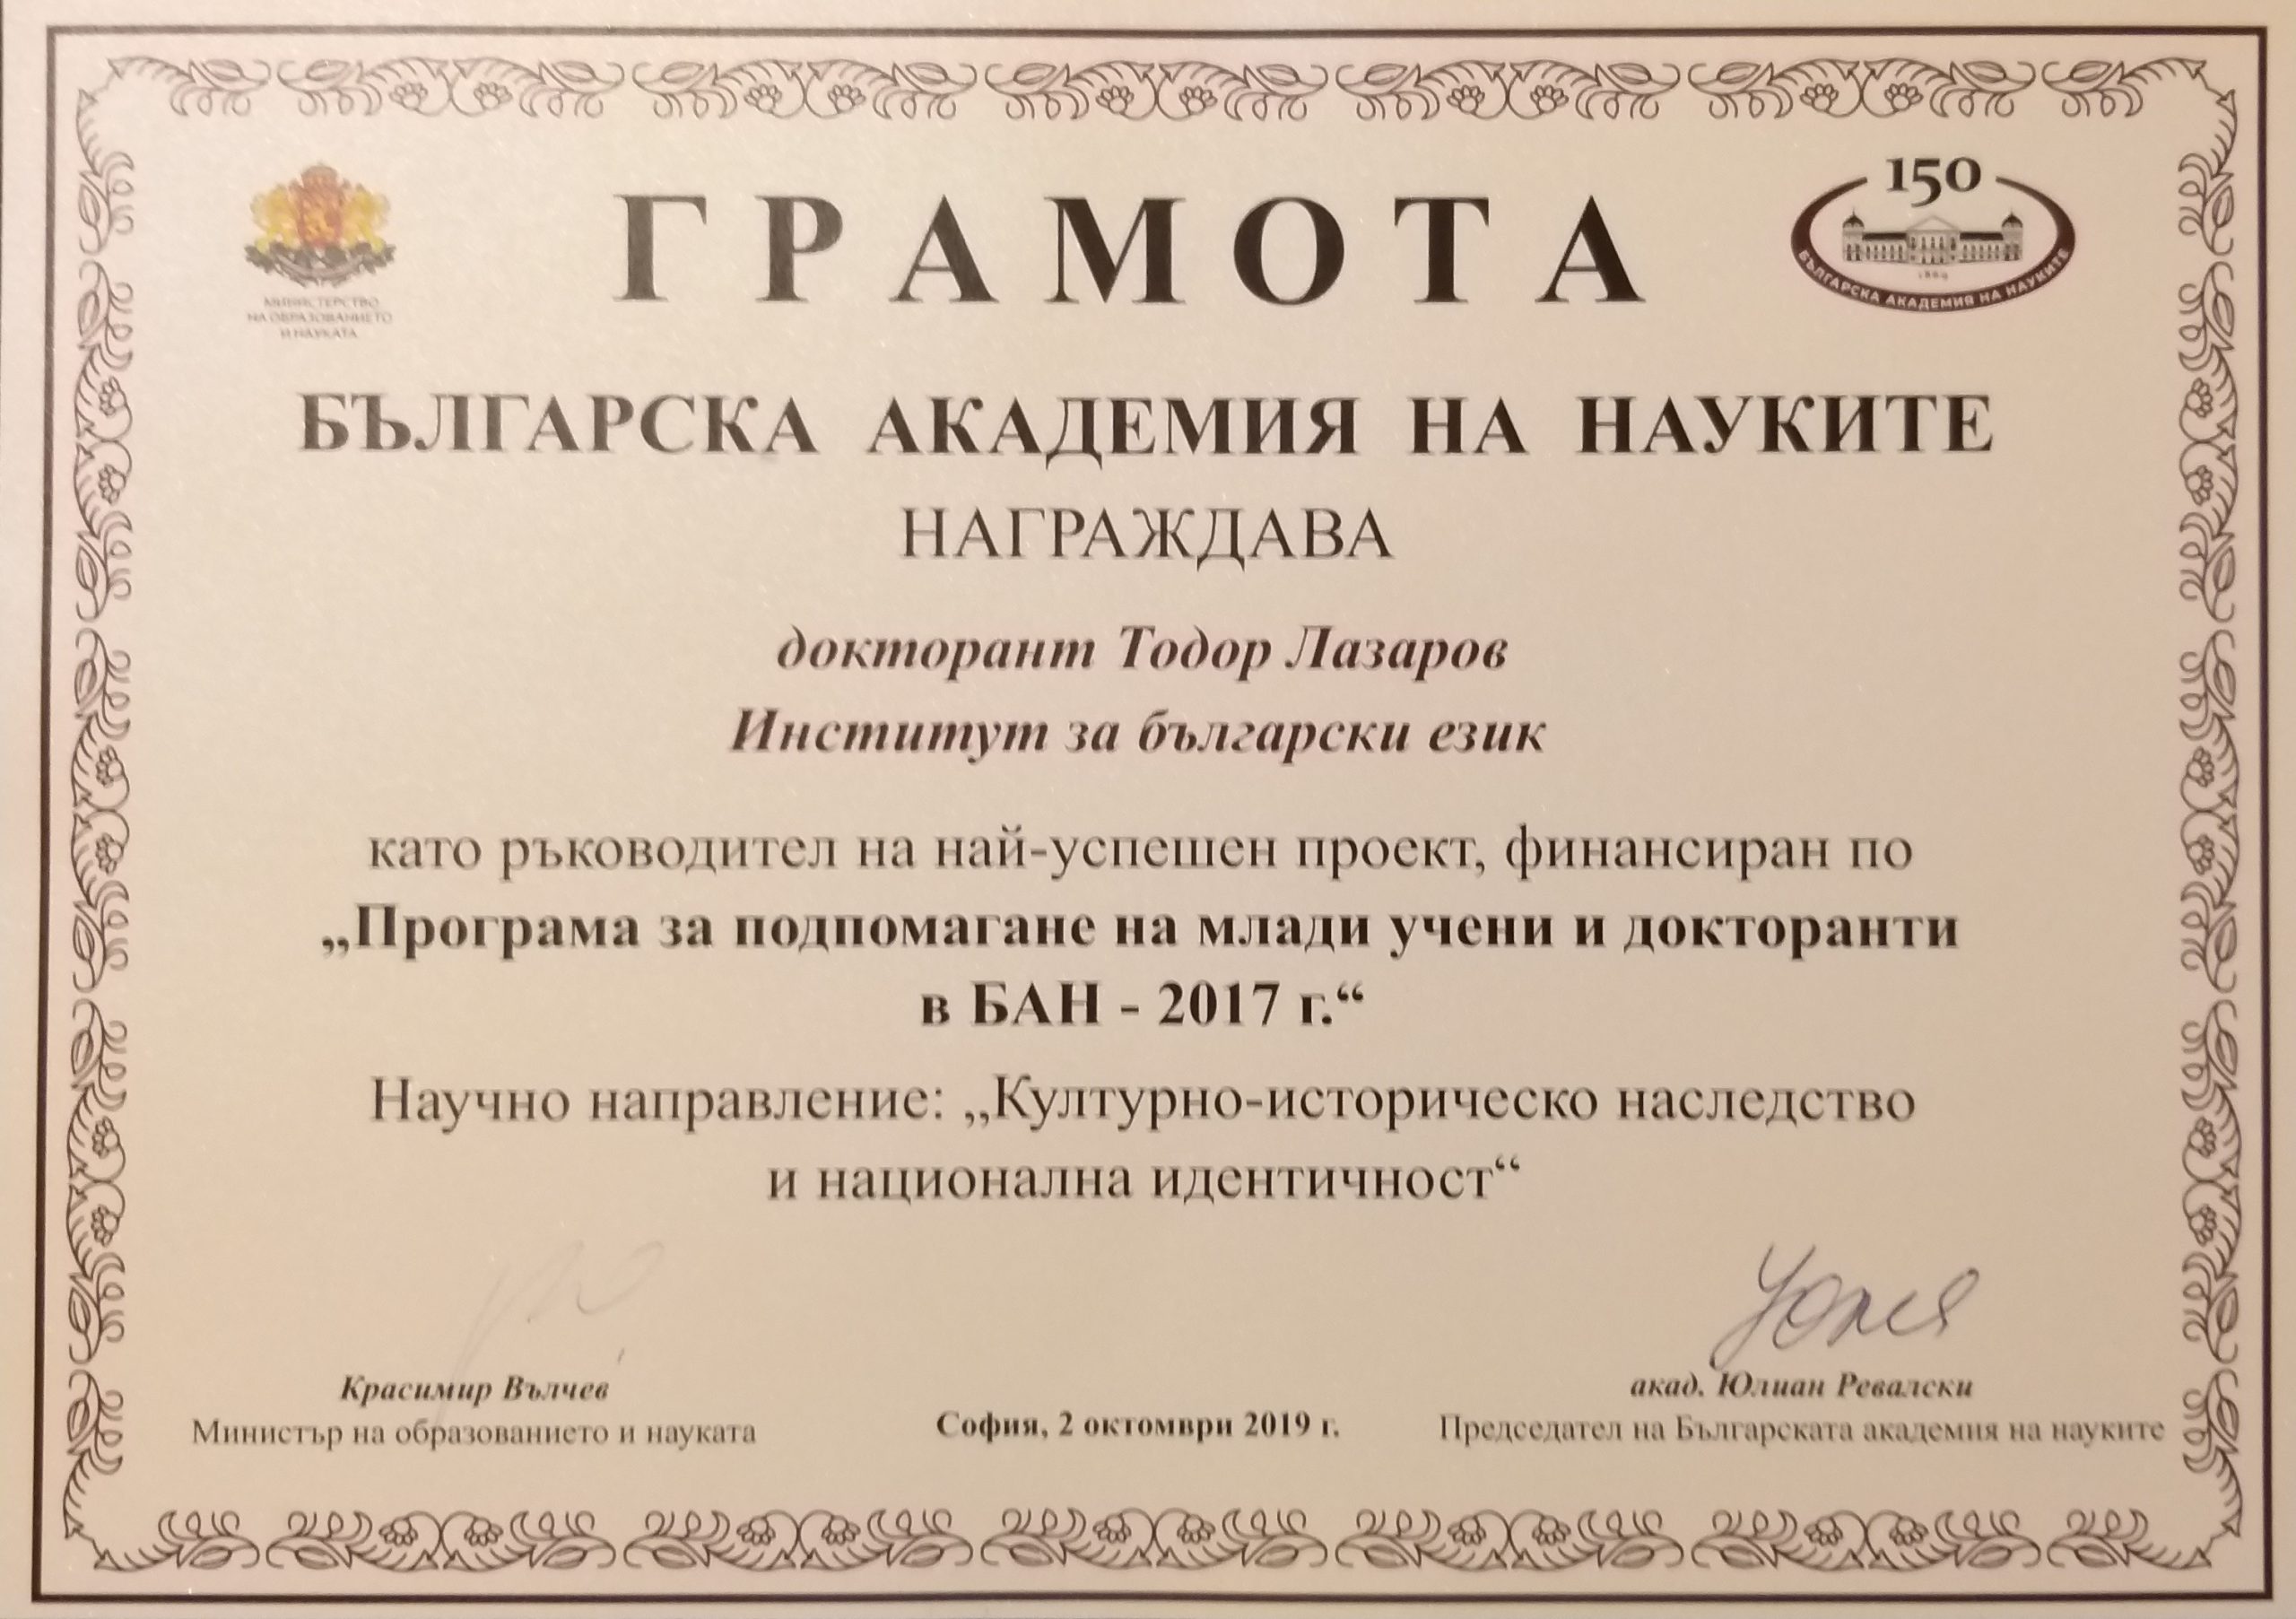 ГРАМОТА
150
1869
БЪЛГАРСКА АКАДЕМИЯ НА НАУКИТЕ
МИНИСТЕРСТВО
НА ОБРАЗОВАНИЕТО
И НАУКАТА
БЪЛГАРСКА АКАДЕМИЯ НА НАУКИТЕ
НАГРАЖДАВА
докторант Тодор Лазаров
Институт за български език
като ръководител на най-успешен проект, финансиран по
„Програма за подпомагане на млади учени и докторанти
в БАН - 2017 г.“
Научно направление: „Културно-историческо наследство
и национална идентичност“
Красимир Вълчев
Министър на образованието и науката
София, 2 октомври 2019 г.
акад. Юлиан Ревалски
Председател на Българската академия на науките